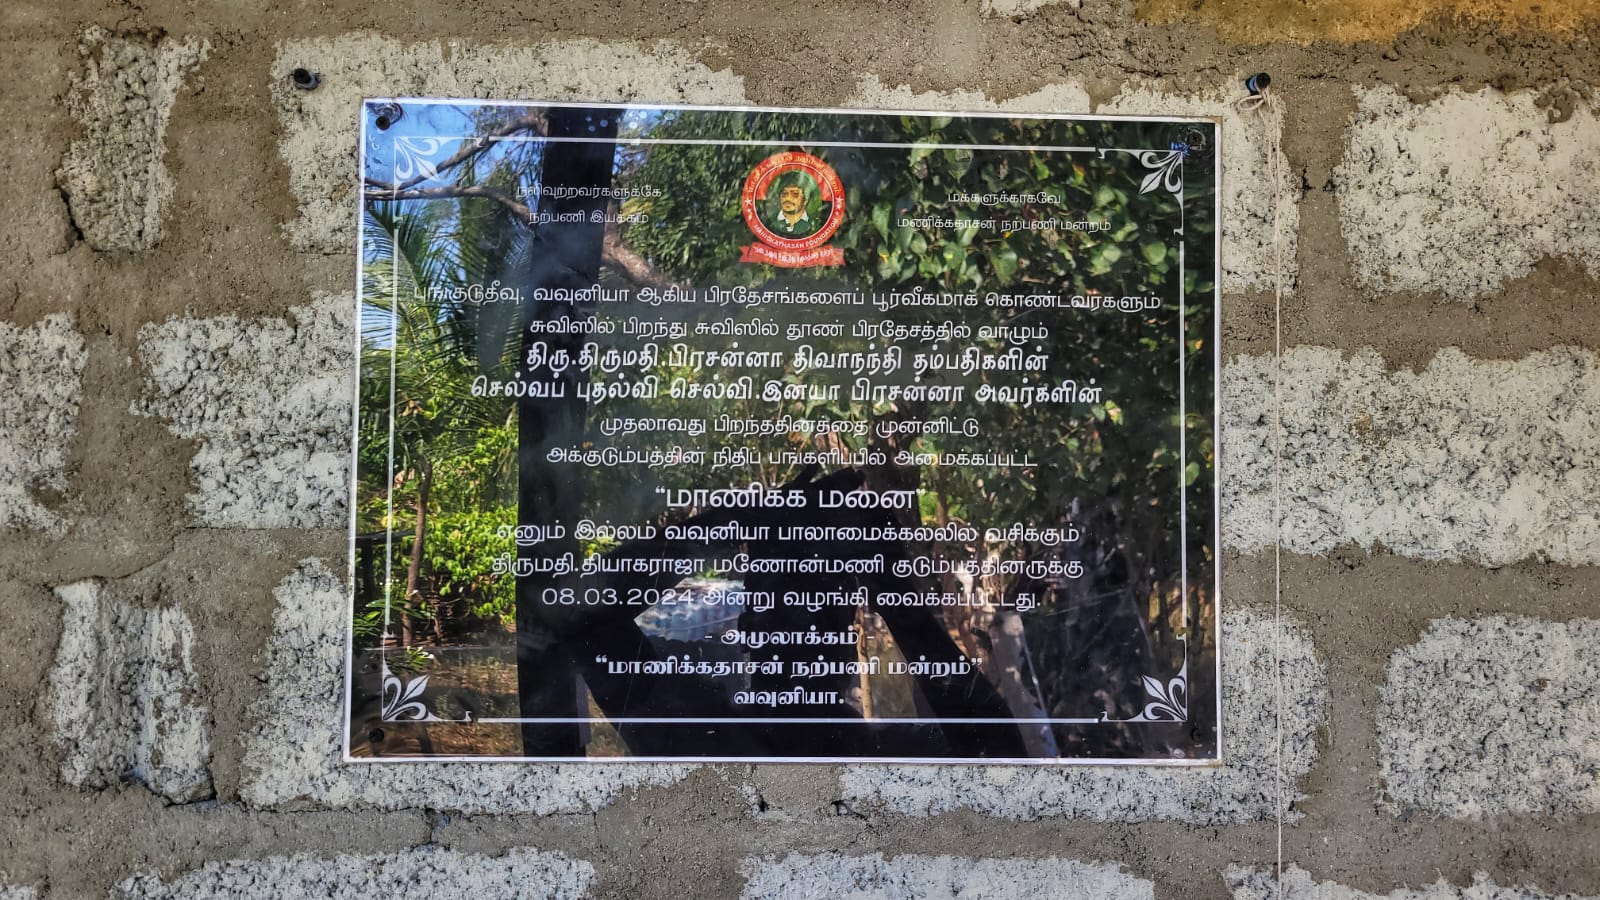 நலிவுற்றவர்களுக்கே
நற்பணி இயக்கம்
MANIKKATHASAN FOUNDATION
மக்களுக்காகவே
மாணிக்கதாசன் நற்பணி மன்றம்
புங்குடுதீவு, வவுனியா ஆகிய பிரதேசங்களைப் பூர்வீகமாக கொண்டவர்களும்
சுவிஸில் பிறந்து சுவிஸில் தூண் பிரதேசத்தில் வாழும்
திரு.திருமதி.பிரசன்னா திவாநந்தி தம்பதிகளின்
செல்வப் புதல்வி செல்வி.இனயா பிரசன்னா அவர்களின்
முதலாவது பிறந்ததினத்தை முன்னிட்டு
அக்குடும்பத்தின் நிதிப் பங்களிப்பில் அமைக்கப்பட்ட
“மாணிக்க மனை”
எனும் இல்லம் வவுனியா பாலாமைக்கல்லில் வசிக்கும்
திருமதி.தியாகராஜா மனோன்மணி குடும்பத்தினருக்கு
08.03.2024 அன்று வழங்கி வைக்கப்பட்டது.
- அமுலாக்கம் -
“மாணிக்கதாசன் நற்பணி மன்றம்”
வவுனியா.